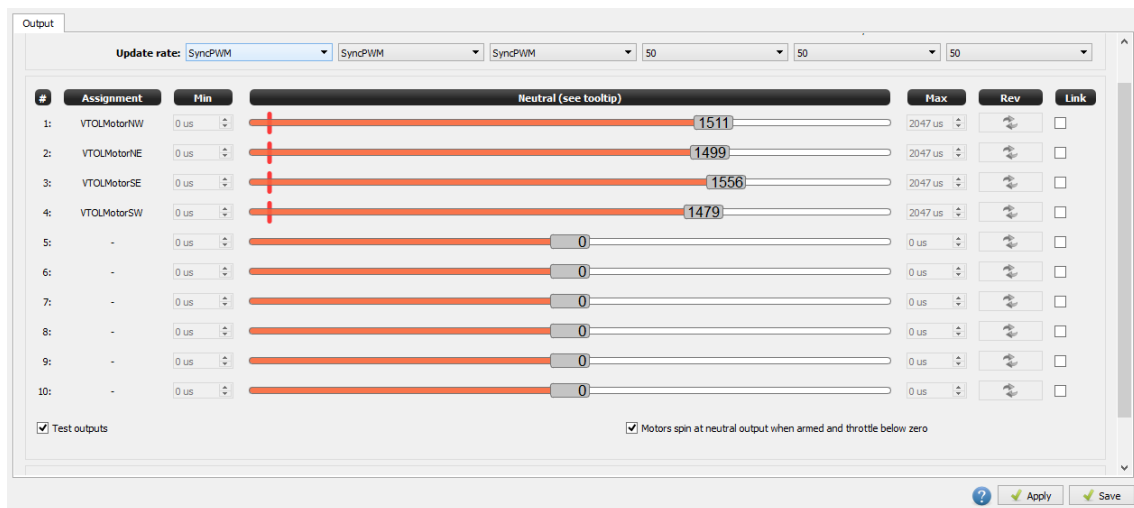 Output
Update rate: SyncPWM SyncPWM SyncPWM 50 50 50
# Assignment Min Neutral (see tooltip) Max Rev Link
1: VTOLMotorNW 0 us 1511 2047 us
2: VTOLMotorNE 0 us 1499 2047 us
3: VTOLMotorSE 0 us 1556 2047 us
4: VTOLMotorSW 0 us 1479 2047 us
5: - 0 us 0 0 us
6: - 0 us 0 0 us
7: - 0 us 0 0 us
8: - 0 us 0 0 us
9: - 0 us 0 0 us
10: - 0 us 0 0 us
Test outputs Motors spin at neutral output when armed and throttle below zero
? Apply Save